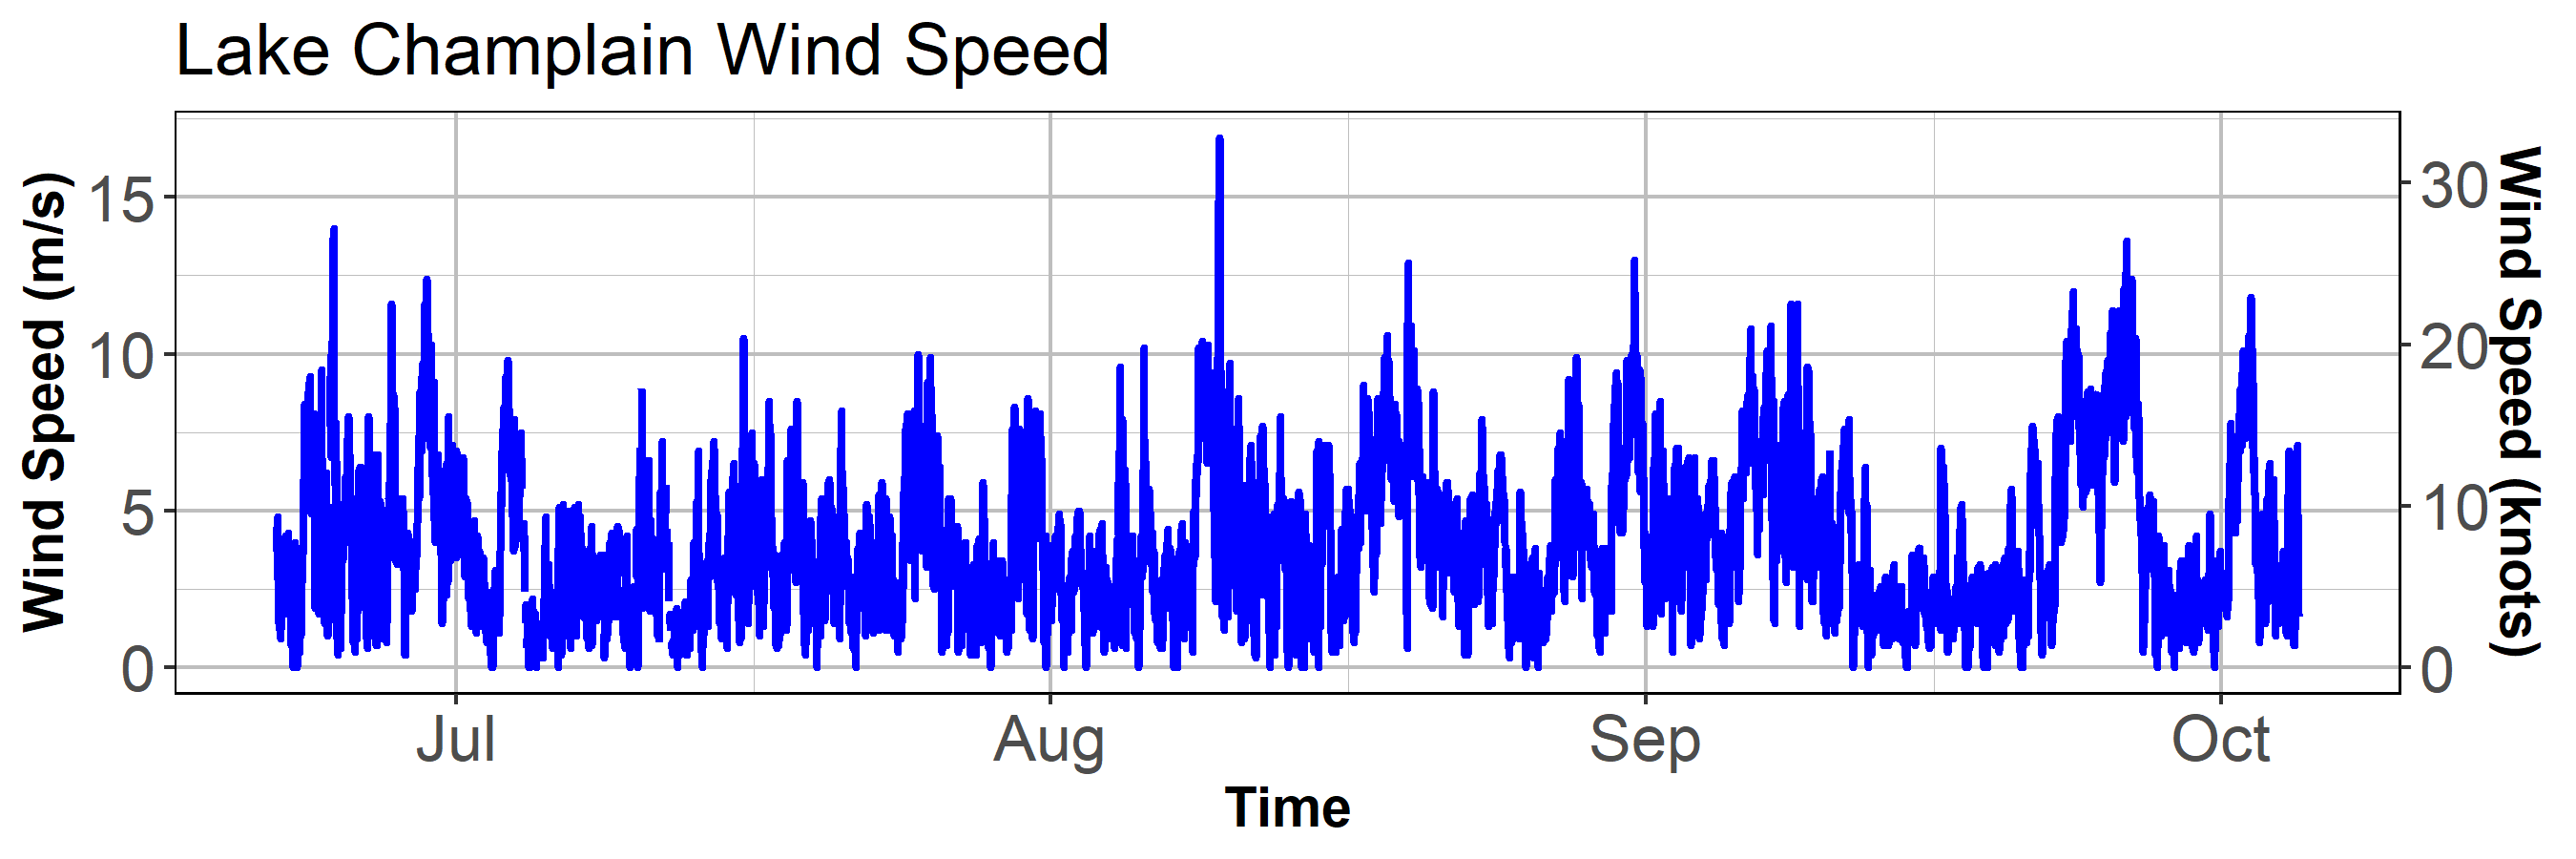 Lake Champlain Wind Speed
Wind Speed (m/s)
15
10
5
0
30
20
10
0
Wind Speed (knots)
Jul Aug Sep Oct
Time